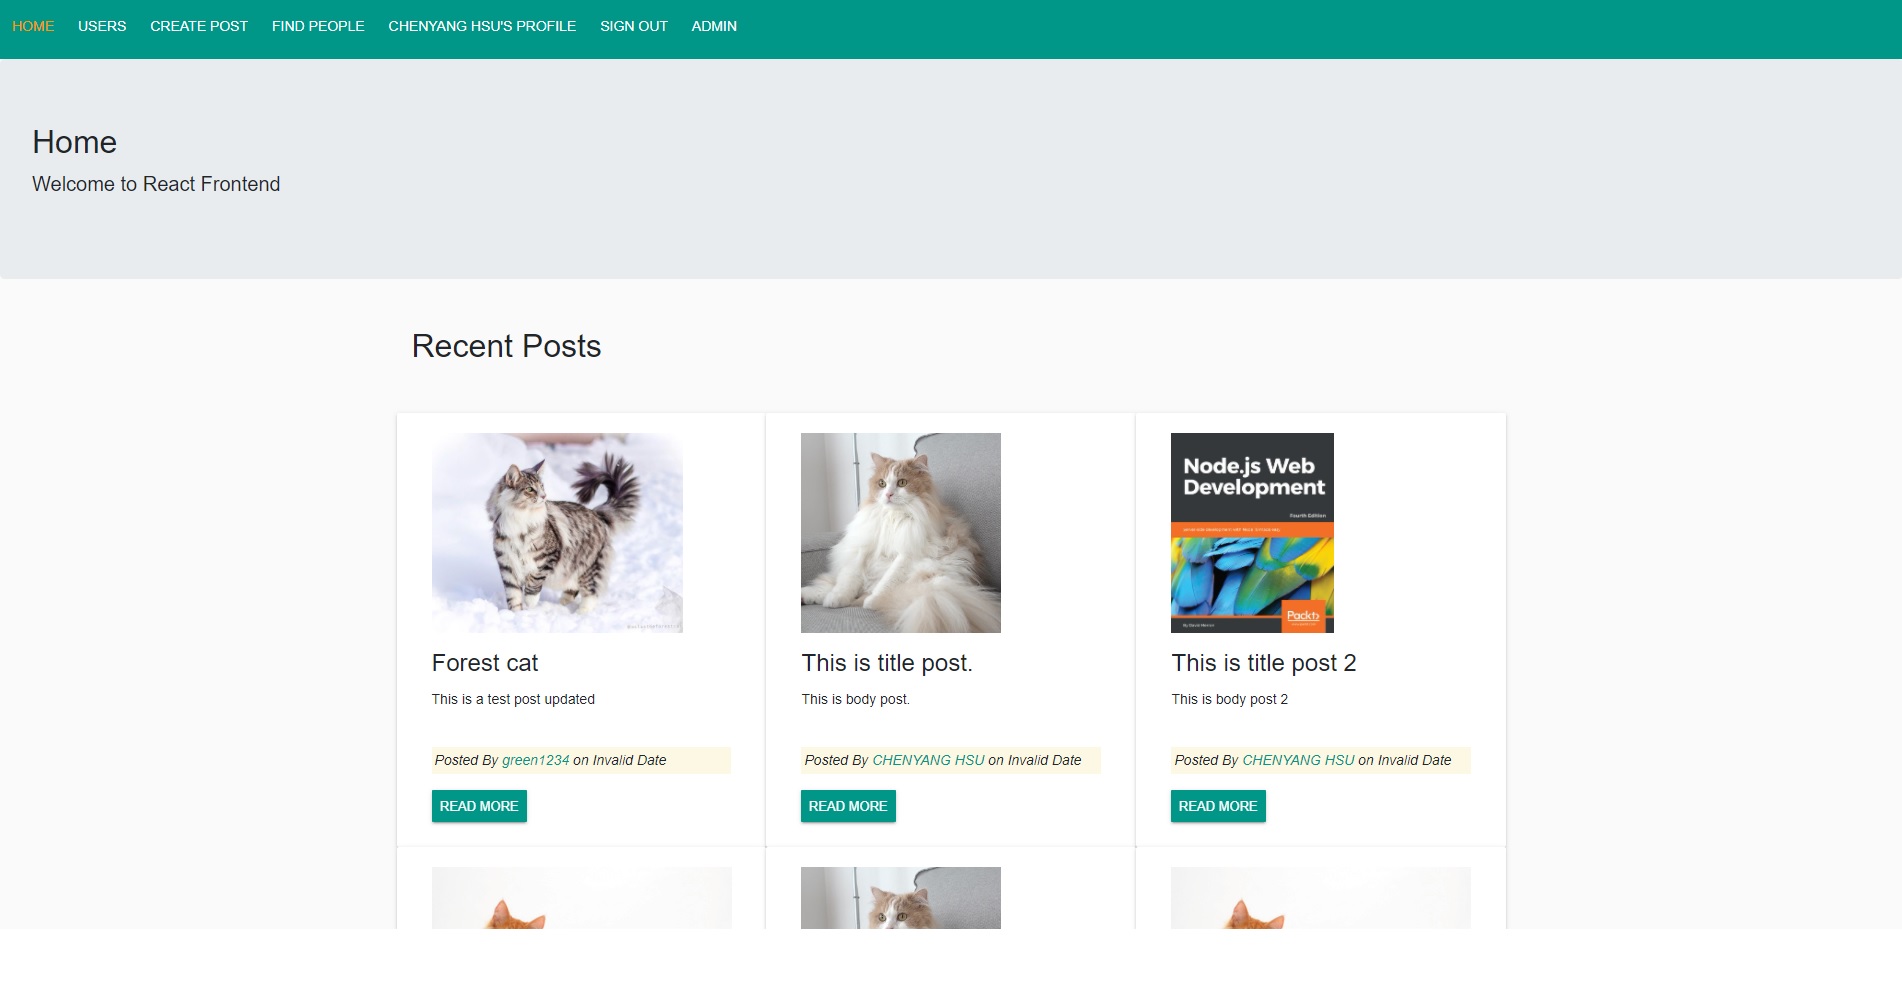 HOME USERS CREATE POST FIND PEOPLE CHENYANG HSU'S PROFILE SIGN OUT ADMIN
Home
Welcome to React Frontend
Recent Posts
Node.js Web
Development
Fourth Edition
Packt>
Forest cat
This is a test post updated
Posted By green1234 on Invalid Date
READ MORE
This is title post.
This is body post.
Posted By CHENYANG HSU on Invalid Date
READ MORE
This is title post 2
This is body post 2
Posted By CHENYANG HSU on Invalid Date
READ MORE